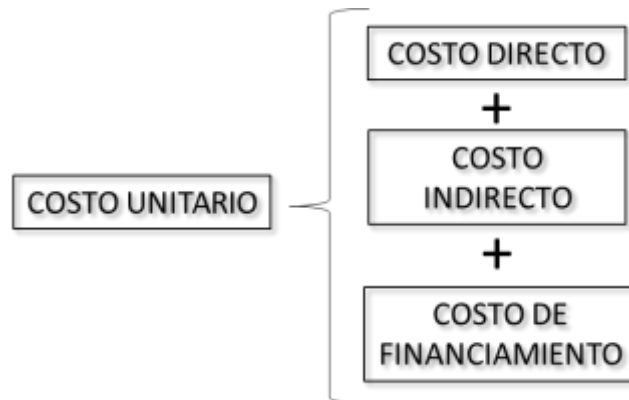 COSTO DIRECTO
+
COSTO
INDIRECTO
COSTO UNITARIO
+
COSTO DE
FINANCIAMIENTO